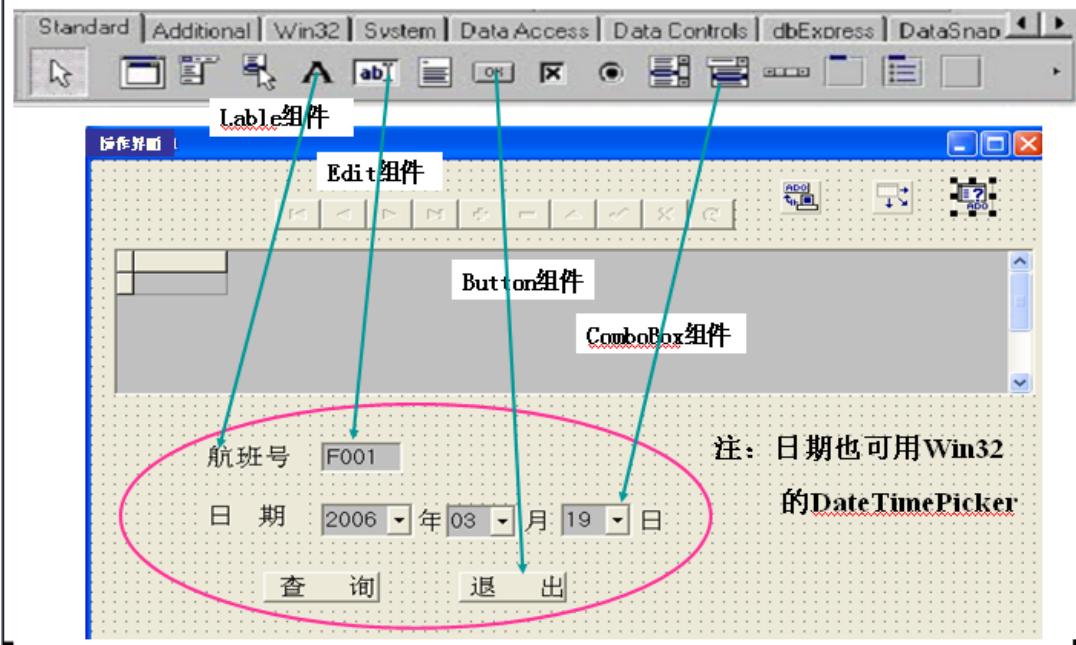 Standard Additional Win32 System Data Access Data Controls dbExpress DataSnap
Lable组件
操作界面
Edit组件
Button组件
ComboBox组件
航班号 F001
注：日期也可用Win32
的DateTimePicker
日 期 2006 年 03 月 19 日
查 询 退 出